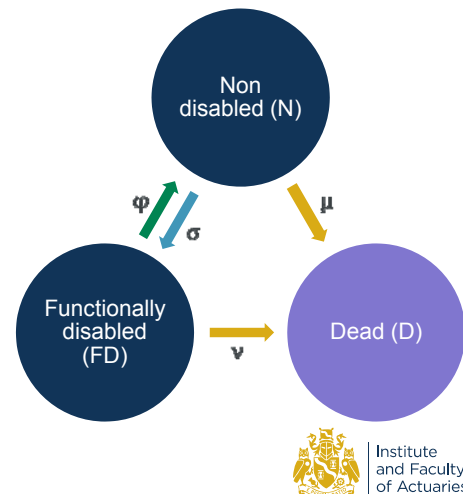 Non
disabled (N)
φ
σ
μ
Functionally
disabled
(FD)
ν
Dead (D)
Institute
and Faculty
of Actuaries